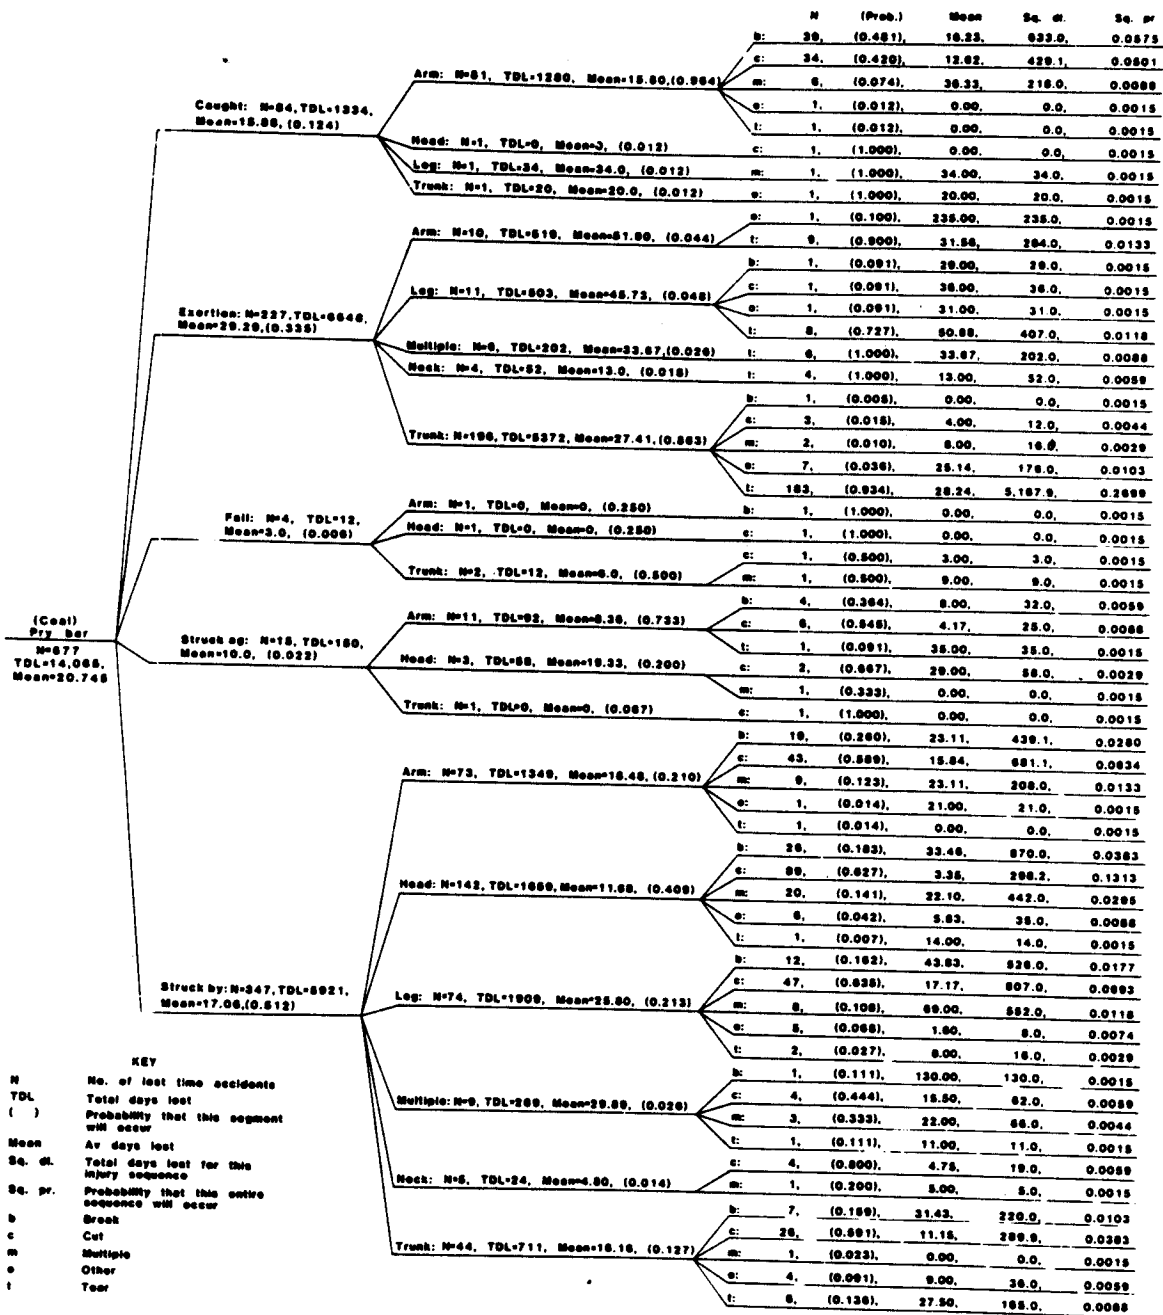 N (Prob.) Mean Sq. dl. Sq. pr
b: 39, (0.481), 16.23, 633.0, 0.0575
c: 34, (0.420), 12.62, 429.1, 0.0501
Arm: N=81, TDL=1280, Mean=15.80,(0.964)
m: 6, (0.074), 36.33, 218.0, 0.0088
o: 1, (0.012), 0.00, 0.0, 0.0015
t: 1, (0.012), 0.00, 0.0, 0.0015
Caught: N=84, TDL=1334,
Mean=15.88, (0.124)
Head: N=1, TDL=0, Mean=3, (0.012)
c: 1, (1.000), 0.00, 0.0, 0.0015
Leg: N=1, TDL=34, Mean=34.0, (0.012)
m: 1, (1.000), 34.00, 34.0, 0.0015
Trunk: N=1, TDL=20, Mean=20.0, (0.012)
o: 1, (1.000), 20.00, 20.0, 0.0015
o: 1, (0.100), 235.00, 235.0, 0.0015
Arm: N=10, TDL=519, Mean=51.90, (0.044)
t: 9, (0.900), 31.56, 284.0, 0.0133
b: 1, (0.091), 29.00, 29.0, 0.0015
c: 1, (0.091), 36.00, 36.0, 0.0015
Leg: N=11, TDL=503, Mean=45.73, (0.048)
o: 1, (0.091), 31.00, 31.0, 0.0015
t: 8, (0.727), 50.88, 407.0, 0.0118
Exertion: N=227, TDL=6648,
Mean=29.29,(0.335)
Multiple: N=6, TDL=202, Mean=33.67,(0.026)
t: 6, (1.000), 33.67, 202.0, 0.0088
Neck: N=4, TDL=52, Mean=13.0, (0.018)
t: 4, (1.000), 13.00, 52.0, 0.0059
b: 1, (0.005), 0.00, 0.0, 0.0015
c: 3, (0.015), 4.00, 12.0, 0.0044
Trunk: N=196, TDL=5372, Mean=27.41,(0.863)
m: 2, (0.010), 8.00, 16.0, 0.0029
o: 7, (0.036), 25.14, 176.0, 0.0103
t: 183, (0.934), 28.24, 5,167.9, 0.2699
Fall: N=4, TDL=12,
Mean=3.0, (0.006)
Arm: N=1, TDL=0, Mean=0, (0.250)
b: 1, (1.000), 0.00, 0.0, 0.0015
Head: N=1, TDL=0, Mean=0, (0.250)
c: 1, (1.000), 0.00, 0.0, 0.0015
c: 1, (0.500), 3.00, 3.0, 0.0015
Trunk: N=2, TDL=12, Mean=6.0, (0.500)
m: 1, (0.500), 9.00, 9.0, 0.0015
(Coal)
Pry bar
N=677
TDL=14,065,
Mean=20.745
b: 4, (0.364), 8.00, 32.0, 0.0059
Arm: N=11, TDL=92, Mean=8.36, (0.733)
c: 6, (0.545), 4.17, 25.0, 0.0088
t: 1, (0.091), 35.00, 35.0, 0.0015
Struck ag: N=15, TDL=150,
Mean=10.0, (0.022)
Head: N=3, TDL=58, Mean=19.33, (0.200)
c: 2, (0.667), 29.00, 58.0, 0.0029
m: 1, (0.333), 0.00, 0.0, 0.0015
Trunk: N=1, TDL=0, Mean=0, (0.067)
c: 1, (1.000), 0.00, 0.0, 0.0015
b: 19, (0.260), 23.11, 439.1, 0.0280
c: 43, (0.589), 15.84, 681.1, 0.0634
Arm: N=73, TDL=1349, Mean=18.48, (0.210)
m: 9, (0.123), 23.11, 208.0, 0.0133
o: 1, (0.014), 21.00, 21.0, 0.0015
t: 1, (0.014), 0.00, 0.0, 0.0015
b: 26, (0.183), 33.46, 870.0, 0.0383
c: 89, (0.627), 3.35, 298.2, 0.1313
Head: N=142, TDL=1659, Mean=11.68, (0.409)
m: 20, (0.141), 22.10, 442.0, 0.0295
o: 6, (0.042), 5.83, 35.0, 0.0088
t: 1, (0.007), 14.00, 14.0, 0.0015
b: 12, (0.162), 43.83, 526.0, 0.0177
c: 47, (0.635), 17.17, 807.0, 0.0693
Struck by: N=347, TDL=5921,
Mean=17.06,(0.512)
Leg: N=74, TDL=1909, Mean=25.80, (0.213)
m: 8, (0.108), 69.00, 552.0, 0.0118
o: 5, (0.068), 1.60, 8.0, 0.0074
t: 2, (0.027), 8.00, 16.0, 0.0029
b: 1, (0.111), 130.00, 130.0, 0.0015
c: 4, (0.444), 15.50, 62.0, 0.0059
Multiple: N=9, TDL=269, Mean=29.89, (0.026)
m: 3, (0.333), 22.00, 66.0, 0.0044
t: 1, (0.111), 11.00, 11.0, 0.0015
c: 4, (0.800), 4.75, 19.0, 0.0059
Neck: N=5, TDL=24, Mean=4.80, (0.014)
m: 1, (0.200), 5.00, 5.0, 0.0015
b: 7, (0.159), 31.43, 220.0, 0.0103
c: 26, (0.591), 11.15, 289.9, 0.0383
Trunk: N=44, TDL=711, Mean=16.16, (0.127)
m: 1, (0.023), 0.00, 0.0, 0.0015
o: 4, (0.091), 9.00, 36.0, 0.0059
t: 6, (0.136), 27.50, 165.0, 0.0088
KEY
N No. of lost time accidents
TDL Total days lost
( ) Probability that this segment
will occur
Mean Av days lost
Sq. dl. Total days lost for this
injury sequence
Sq. pr. Probability that this entire
sequence will occur
b Break
c Cut
m Multiple
o Other
t Tear